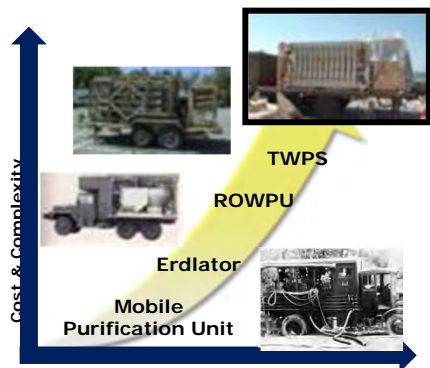 Cost & Complexity
TWPS
ROWPU
Erdlator
Mobile
Purification Unit